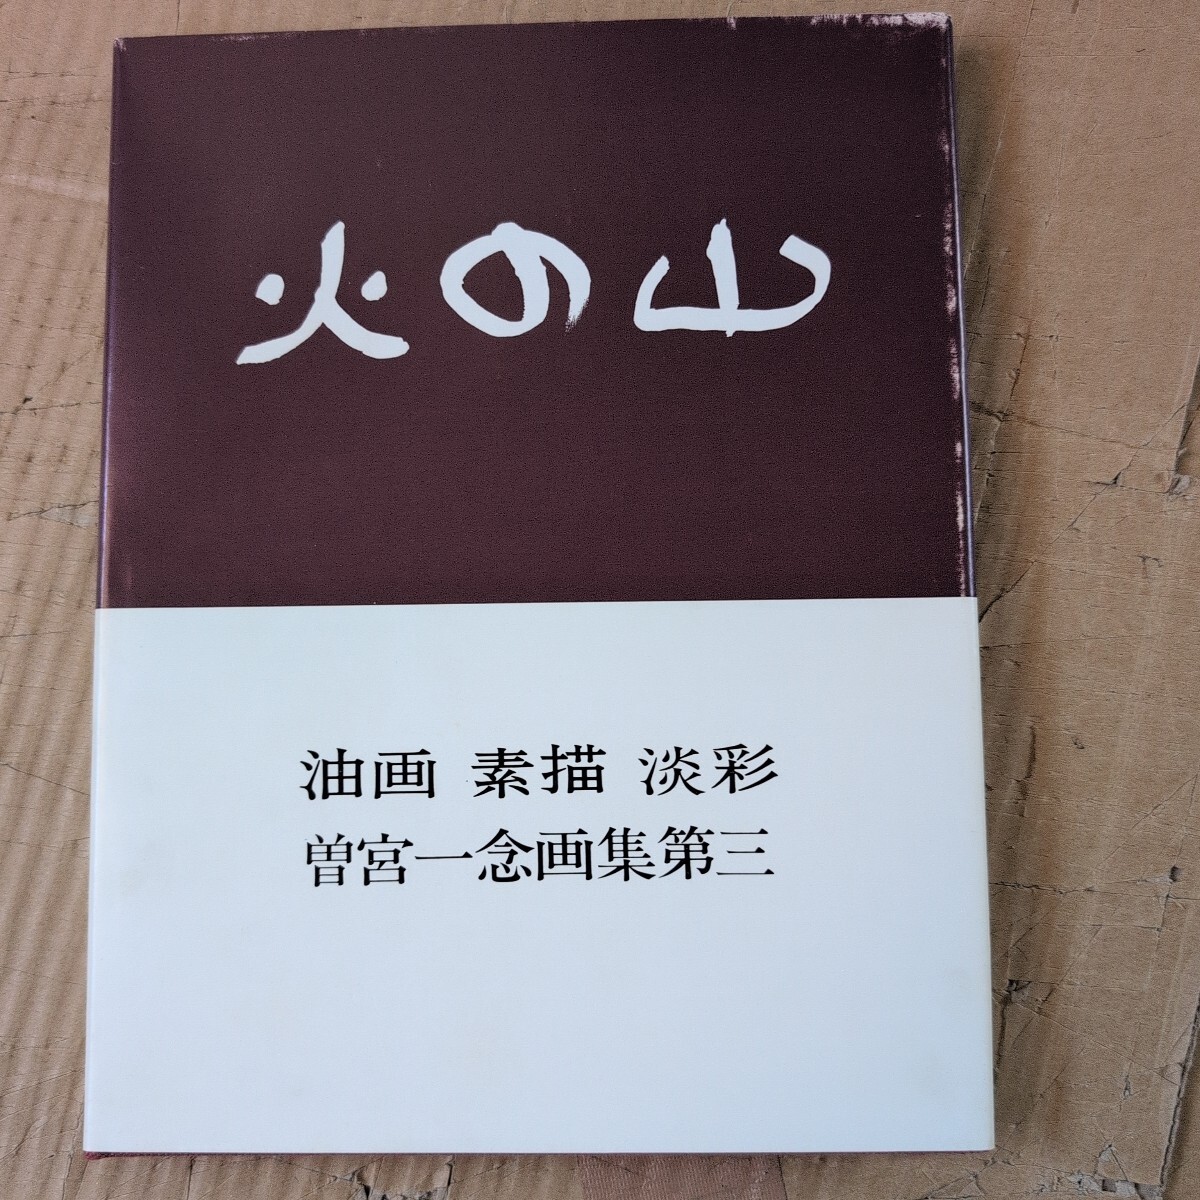 火の山
油画 素描 淡彩
曽宮一念画集第三